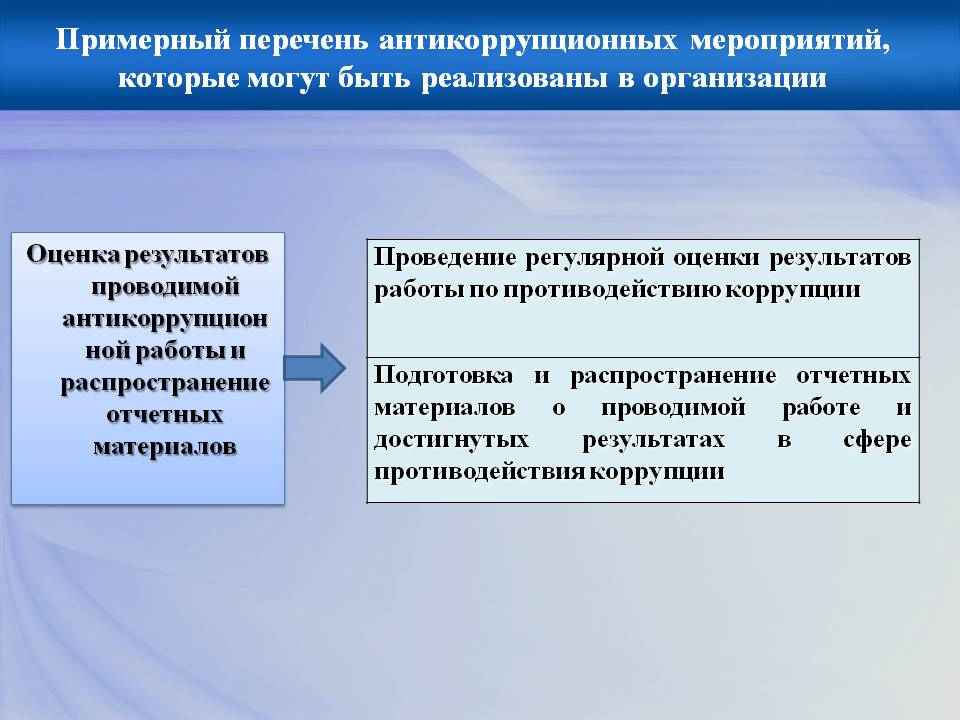 Примерный перечень антикоррупционных мероприятий,
которые могут быть реализованы в организации
Оценка результатов
проводимой
антикоррупцион
ной работы и
распространение
отчетных
материалов
Проведение регулярной оценки результатов
работы по противодействию коррупции
Подготовка и распространение отчетных
материалов о проводимой работе и
достигнутых результатах в сфере
противодействия коррупции